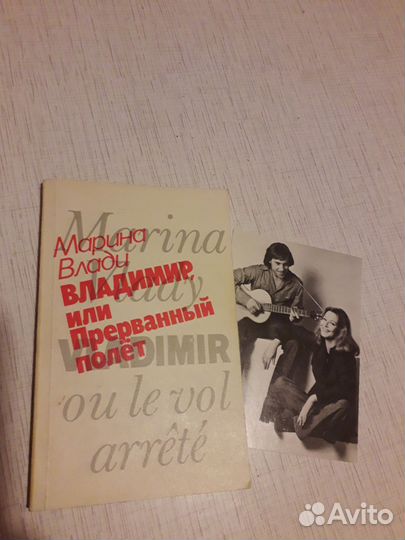 Марина
Влади
ВЛАДИМИР,
или
Прерванный
полёт
Marina
Vlady
VLADIMIR
ou le vol
arrêté
Avito